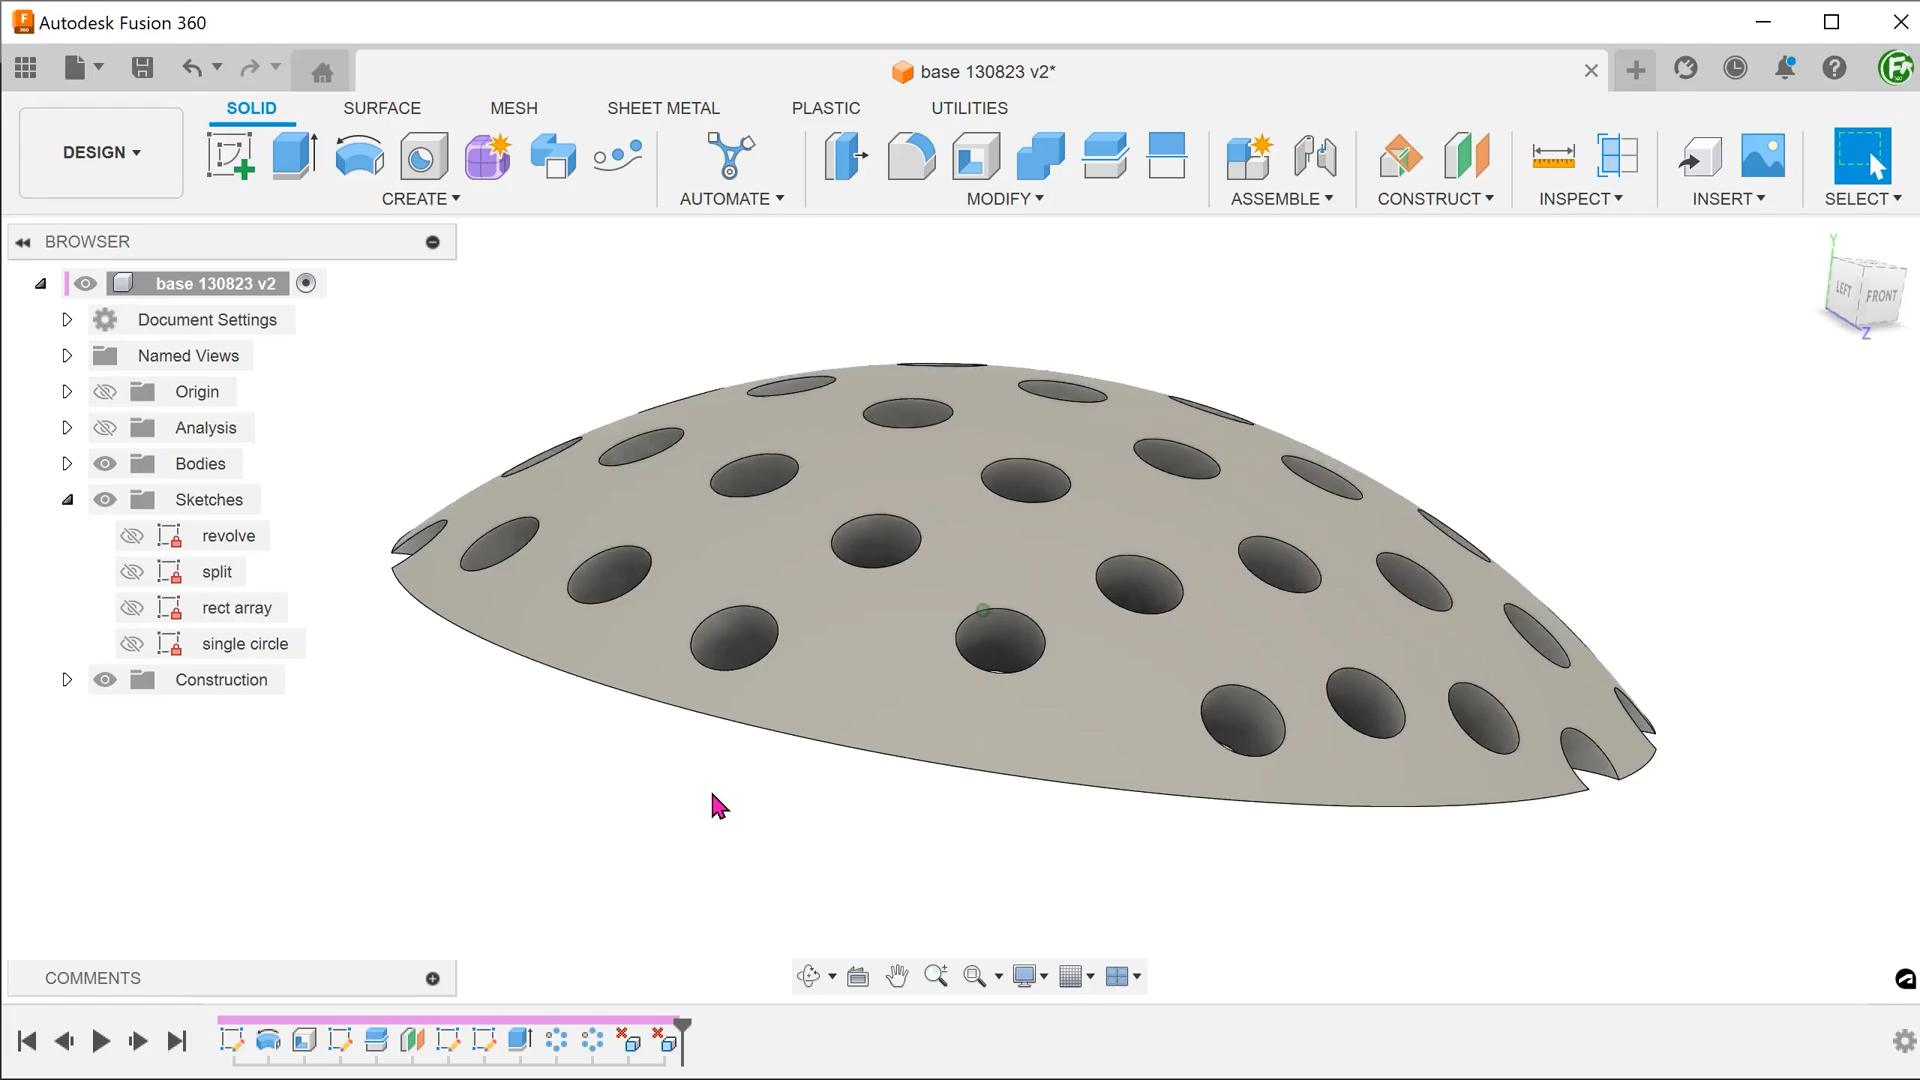 Autodesk Fusion 360
base 130823 v2*
SOLID SURFACE MESH SHEET METAL PLASTIC UTILITIES
DESIGN
CREATE AUTOMATE MODIFY ASSEMBLE CONSTRUCT INSPECT INSERT SELECT
BROWSER
base 130823 v2
Document Settings
Named Views
Origin
Analysis
Bodies
Sketches
revolve
split
rect array
single circle
Construction
Y
LEFT FRONT
Z
COMMENTS